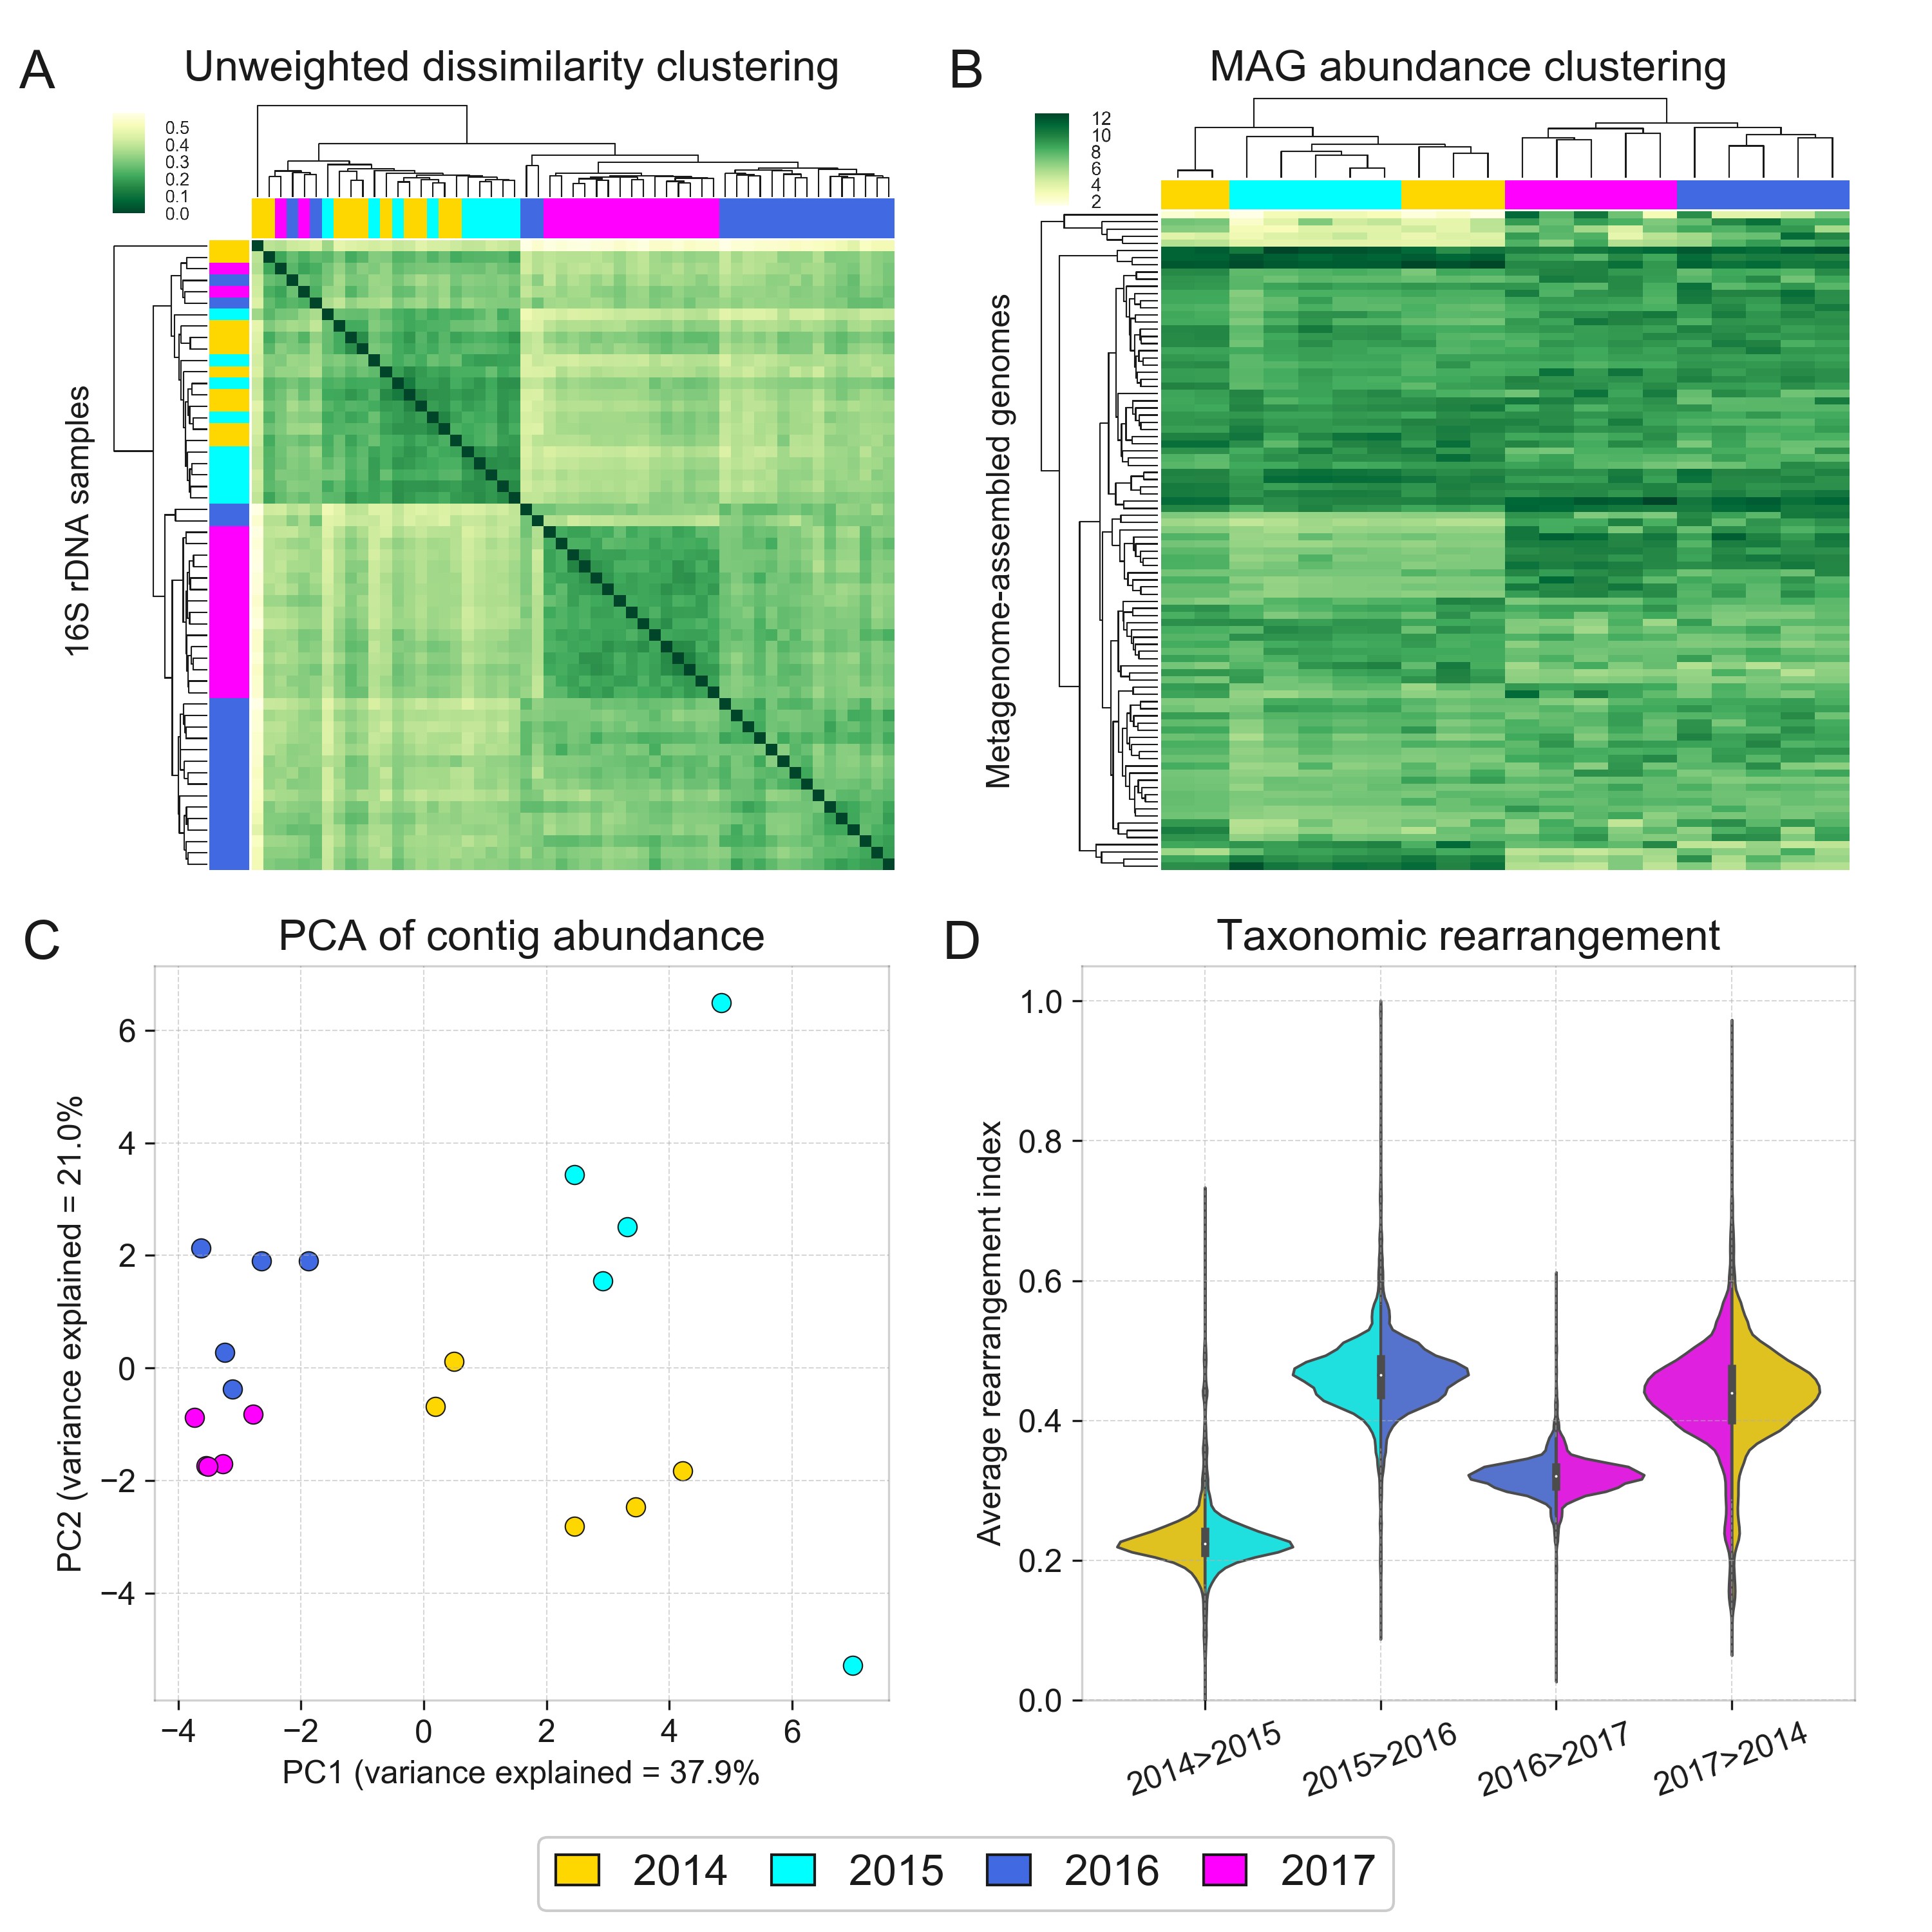 A
Unweighted dissimilarity clustering
0.5
0.4
0.3
0.2
0.1
0.0
16S rDNA samples
B
MAG abundance clustering
12
10
8
6
4
2
Metagenome-assembled genomes
C
PCA of contig abundance
6
4
2
0
−2
−4
PC2 (variance explained = 21.0%
−4 −2 0 2 4 6
PC1 (variance explained = 37.9%
D
Taxonomic rearrangement
1.0
0.8
0.6
0.4
0.2
0.0
Average rearrangement index
2014>2015 2015>2016 2016>2017 2017>2014
2014 2015 2016 2017